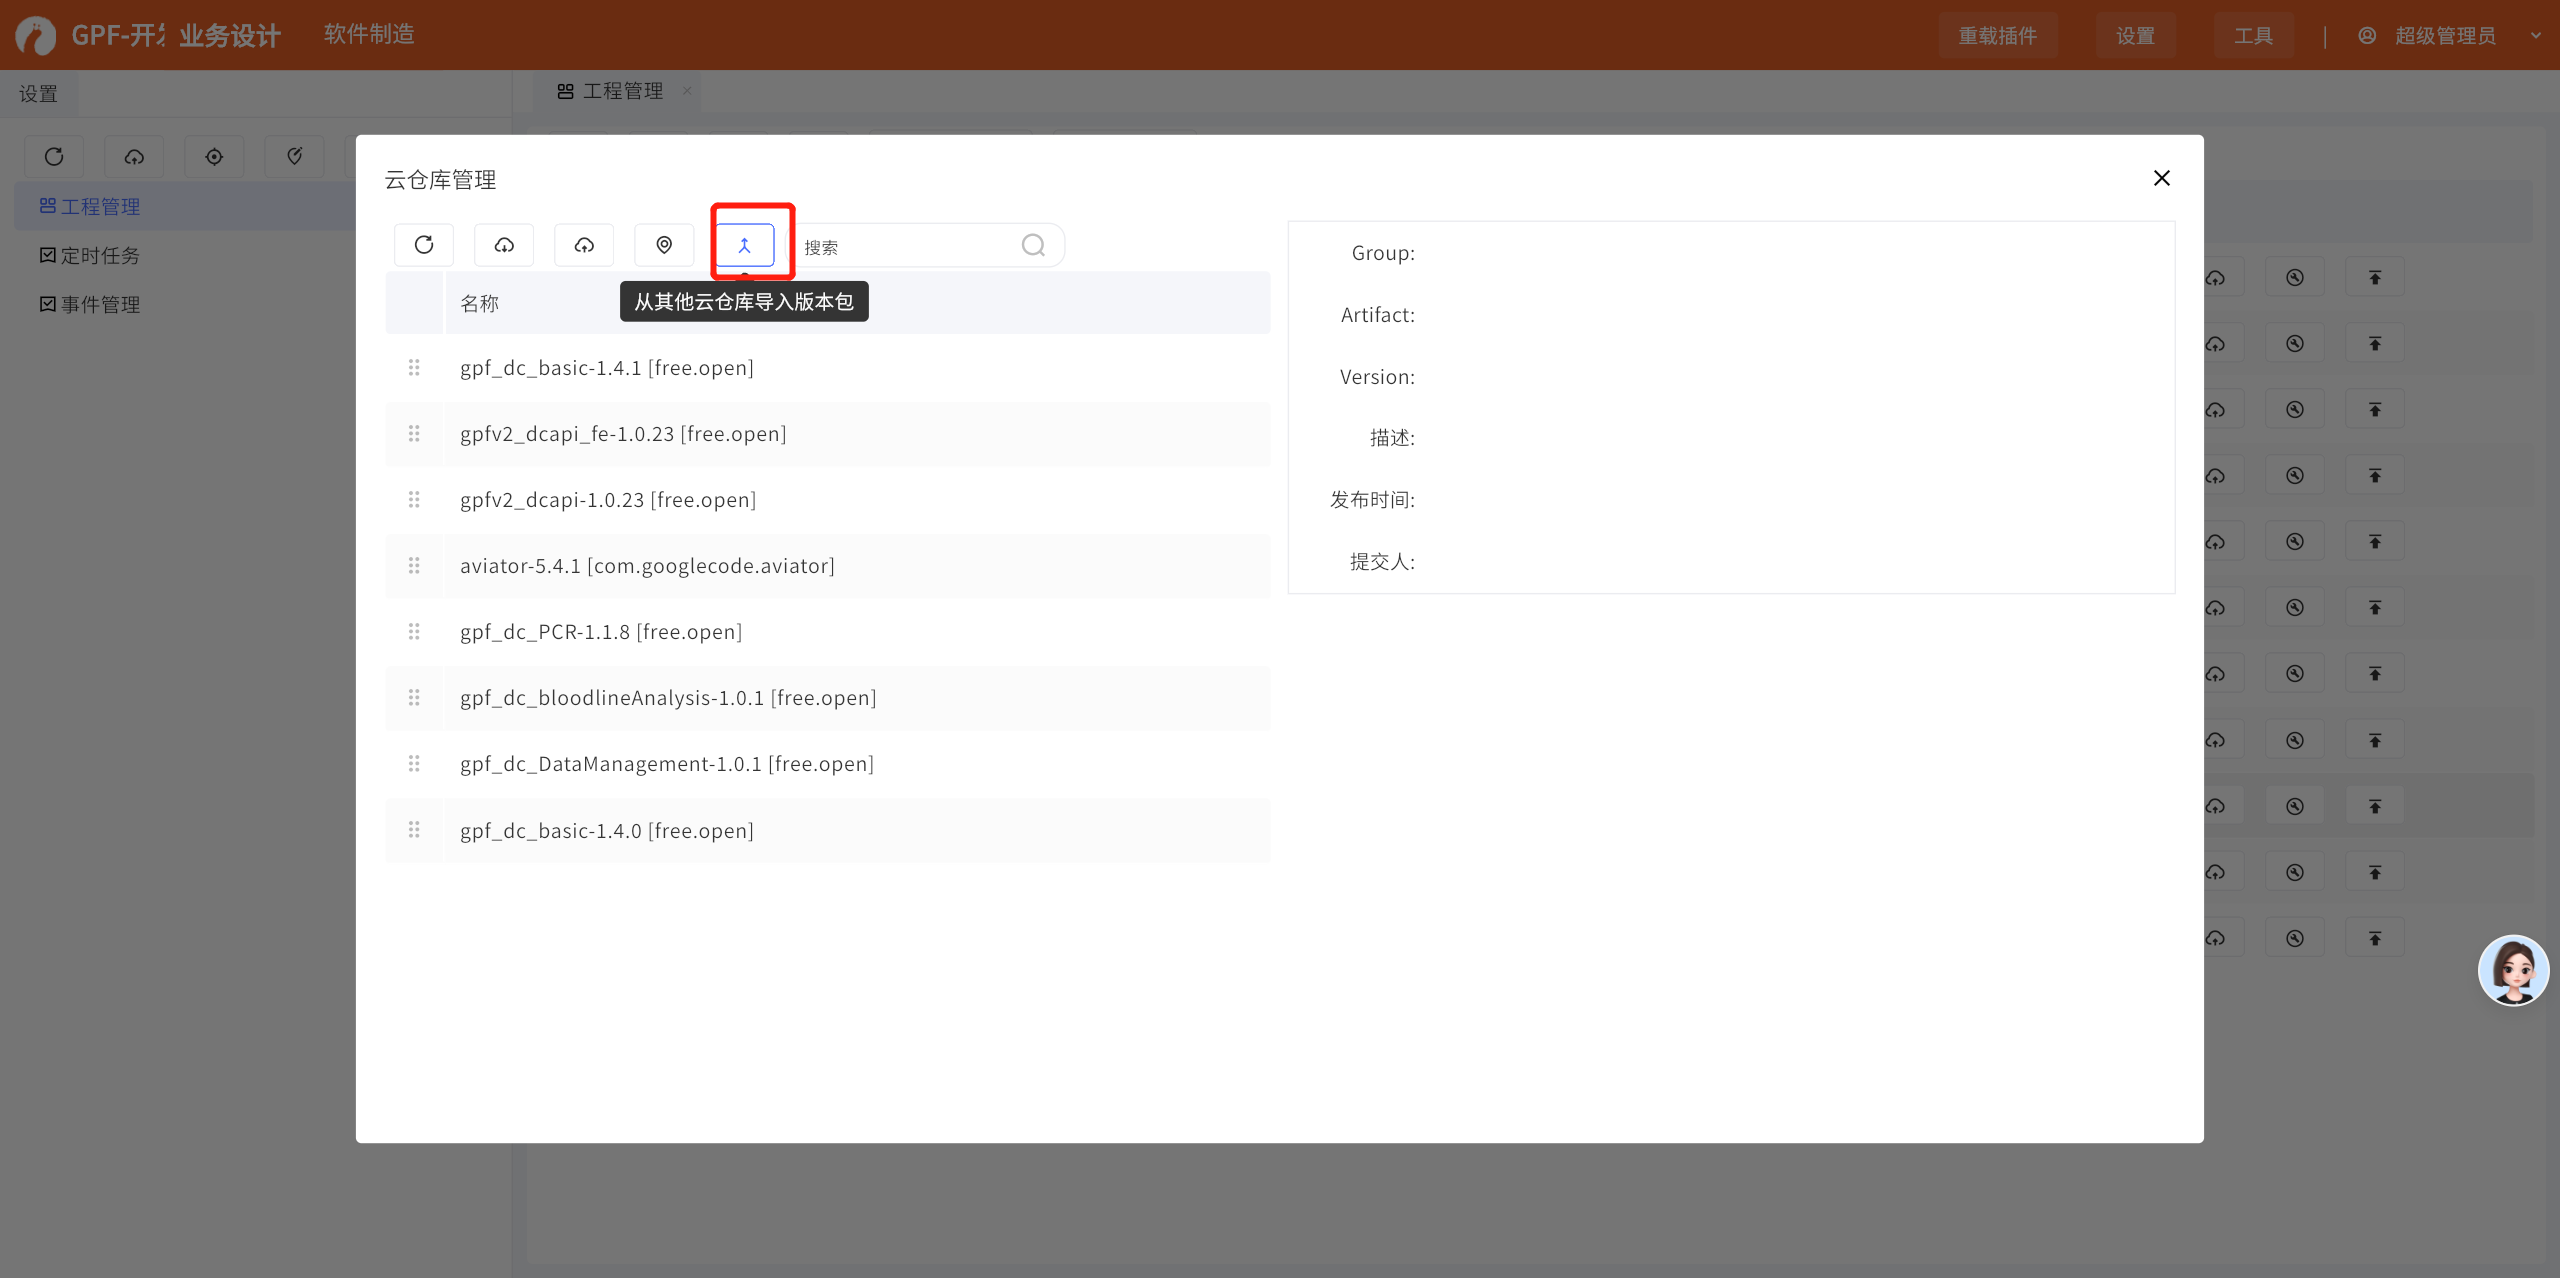 GPF-开发 业务设计 软件制造 重载插件 设置 工具 | 超级管理员
设置
工程管理
工程管理
定时任务
事件管理
云仓库管理
搜索
从其他云仓库导入版本包
名称
gpf_dc_basic-1.4.1 [free.open]
gpfv2_dcapi_fe-1.0.23 [free.open]
gpfv2_dcapi-1.0.23 [free.open]
aviator-5.4.1 [com.googlecode.aviator]
gpf_dc_PCR-1.1.8 [free.open]
gpf_dc_bloodlineAnalysis-1.0.1 [free.open]
gpf_dc_DataManagement-1.0.1 [free.open]
gpf_dc_basic-1.4.0 [free.open]
Group:
Artifact:
Version:
描述:
发布时间:
提交人: